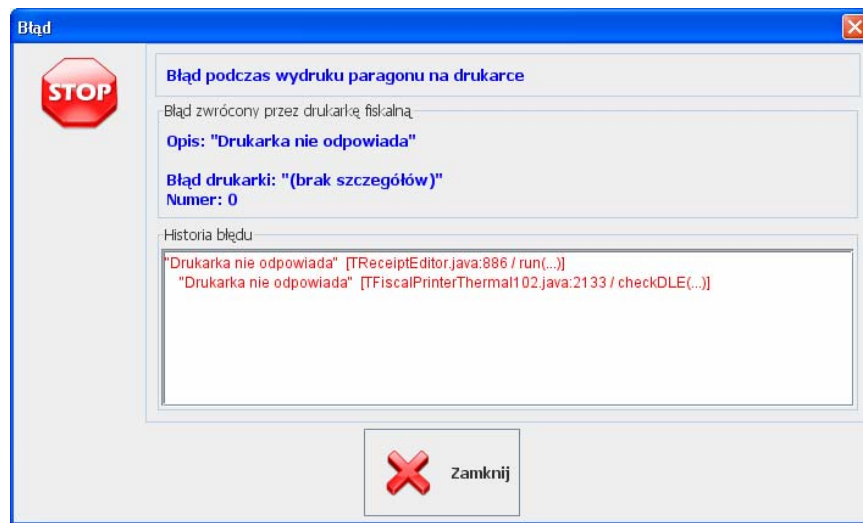 Błąd
STOP
Błąd podczas wydruku paragonu na drukarce
Błąd zwrócony przez drukarkę fiskalną
Opis: "Drukarka nie odpowiada"
Błąd drukarki: "(brak szczegółów)"
Numer: 0
Historia błędu
"Drukarka nie odpowiada" [TReceiptEditor.java:886 / run(...)]
"Drukarka nie odpowiada" [TFiscalPrinterThermal102.java:2133 / checkDLE(...)]
Zamknij